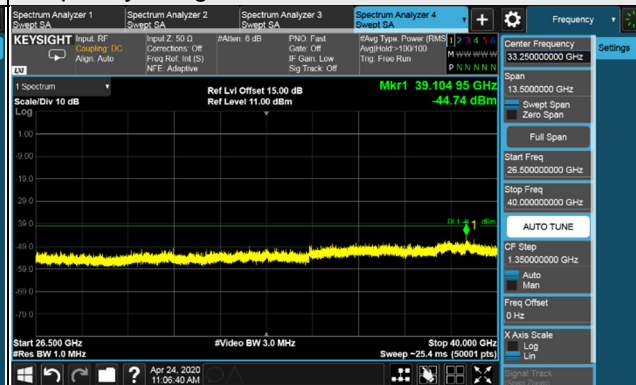 Spectrum Analyzer 1
Swept SA
Spectrum Analyzer 2
Swept SA
Spectrum Analyzer 3
Swept SA
Spectrum Analyzer 4
Swept SA
+
Frequency
KEYSIGHT
Input: RF
Coupling: DC
Align: Auto
LXI
Input Z: 50 Ω
Corrections: Off
Freq Ref: Int (S)
NFE: Adaptive
#Atten: 6 dB
PNO: Fast
Gate: Off
IF Gain: Low
Sig Track: Off
#Avg Type: Power (RMS
Avg|Hold:>100/100
Trig: Free Run
1 2 3 4 5 6
M W W W W W
P N N N N N
Center Frequency
33.250000000 GHz
Settings
Span
13.5000000 GHz
Swept Span
Zero Span
Full Span
Start Freq
26.500000000 GHz
Stop Freq
40.000000000 GHz
AUTO TUNE
CF Step
1.350000000 GHz
Auto
Man
Freq Offset
0 Hz
X Axis Scale
Log
Lin
Signal Track
(Span Zoom)
1 Spectrum
Scale/Div 10 dB
Log
Ref Lvl Offset 15.00 dB
Ref Level 11.00 dBm
Mkr1 39.104 95 GHz
-44.74 dBm
1.00
-9.00
-19.0
-29.0
-39.0
-49.0
-59.0
-69.0
-79.0
1
Start 26.500 GHz
#Res BW 1.0 MHz
#Video BW 3.0 MHz
Stop 40.000 GHz
Sweep ~25.4 ms (50001 pts)
?
Apr 24, 2020
11:06:40 AM